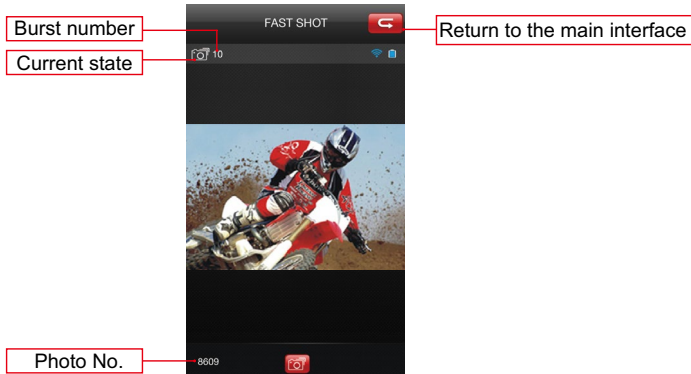 FAST SHOT
Burst number
Return to the main interface
10
Current state
Photo No.
8609